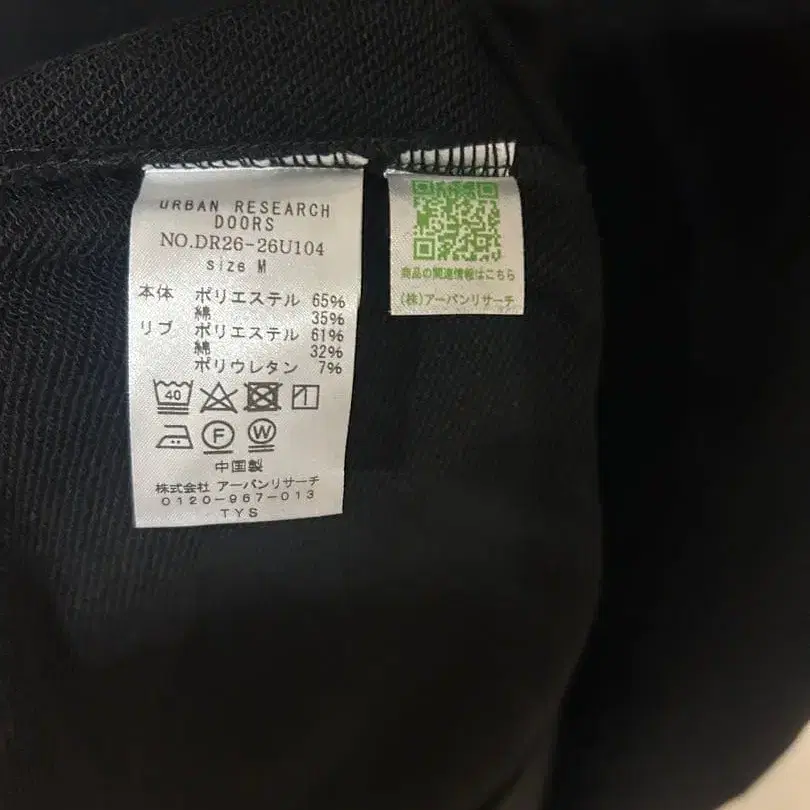 URBAN RESEARCH
DOORS
NO.DR26-26U104
size M
本体 ポリエステル 65%
綿 35%
リブ ポリエステル 61%
綿 32%
ポリウレタン 7%
40
F W
中国製
株式会社 アーバンリサーチ
0120-967-013
TYS
商品の関連情報はこちら
(株)アーバンリサーチ